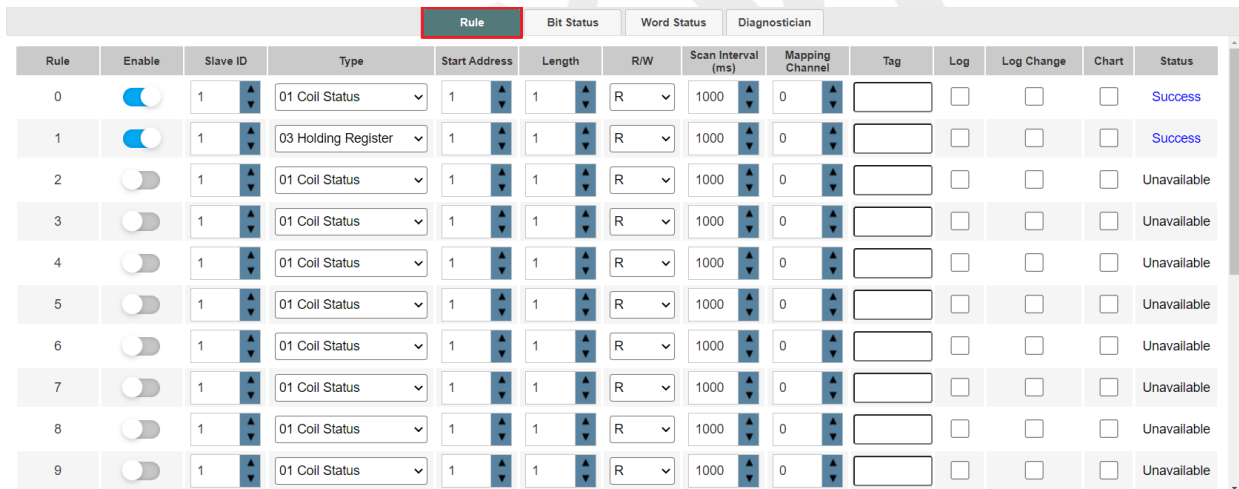 Rule Bit Status Word Status Diagnostician
Rule Enable Slave ID Type Start Address Length R/W Scan Interval (ms) Mapping Channel Tag Log Log Change Chart Status
0 1 01 Coil Status 1 1 R 1000 0 Success
1 1 03 Holding Register 1 1 R 1000 0 Success
2 1 01 Coil Status 1 1 R 1000 0 Unavailable
3 1 01 Coil Status 1 1 R 1000 0 Unavailable
4 1 01 Coil Status 1 1 R 1000 0 Unavailable
5 1 01 Coil Status 1 1 R 1000 0 Unavailable
6 1 01 Coil Status 1 1 R 1000 0 Unavailable
7 1 01 Coil Status 1 1 R 1000 0 Unavailable
8 1 01 Coil Status 1 1 R 1000 0 Unavailable
9 1 01 Coil Status 1 1 R 1000 0 Unavailable